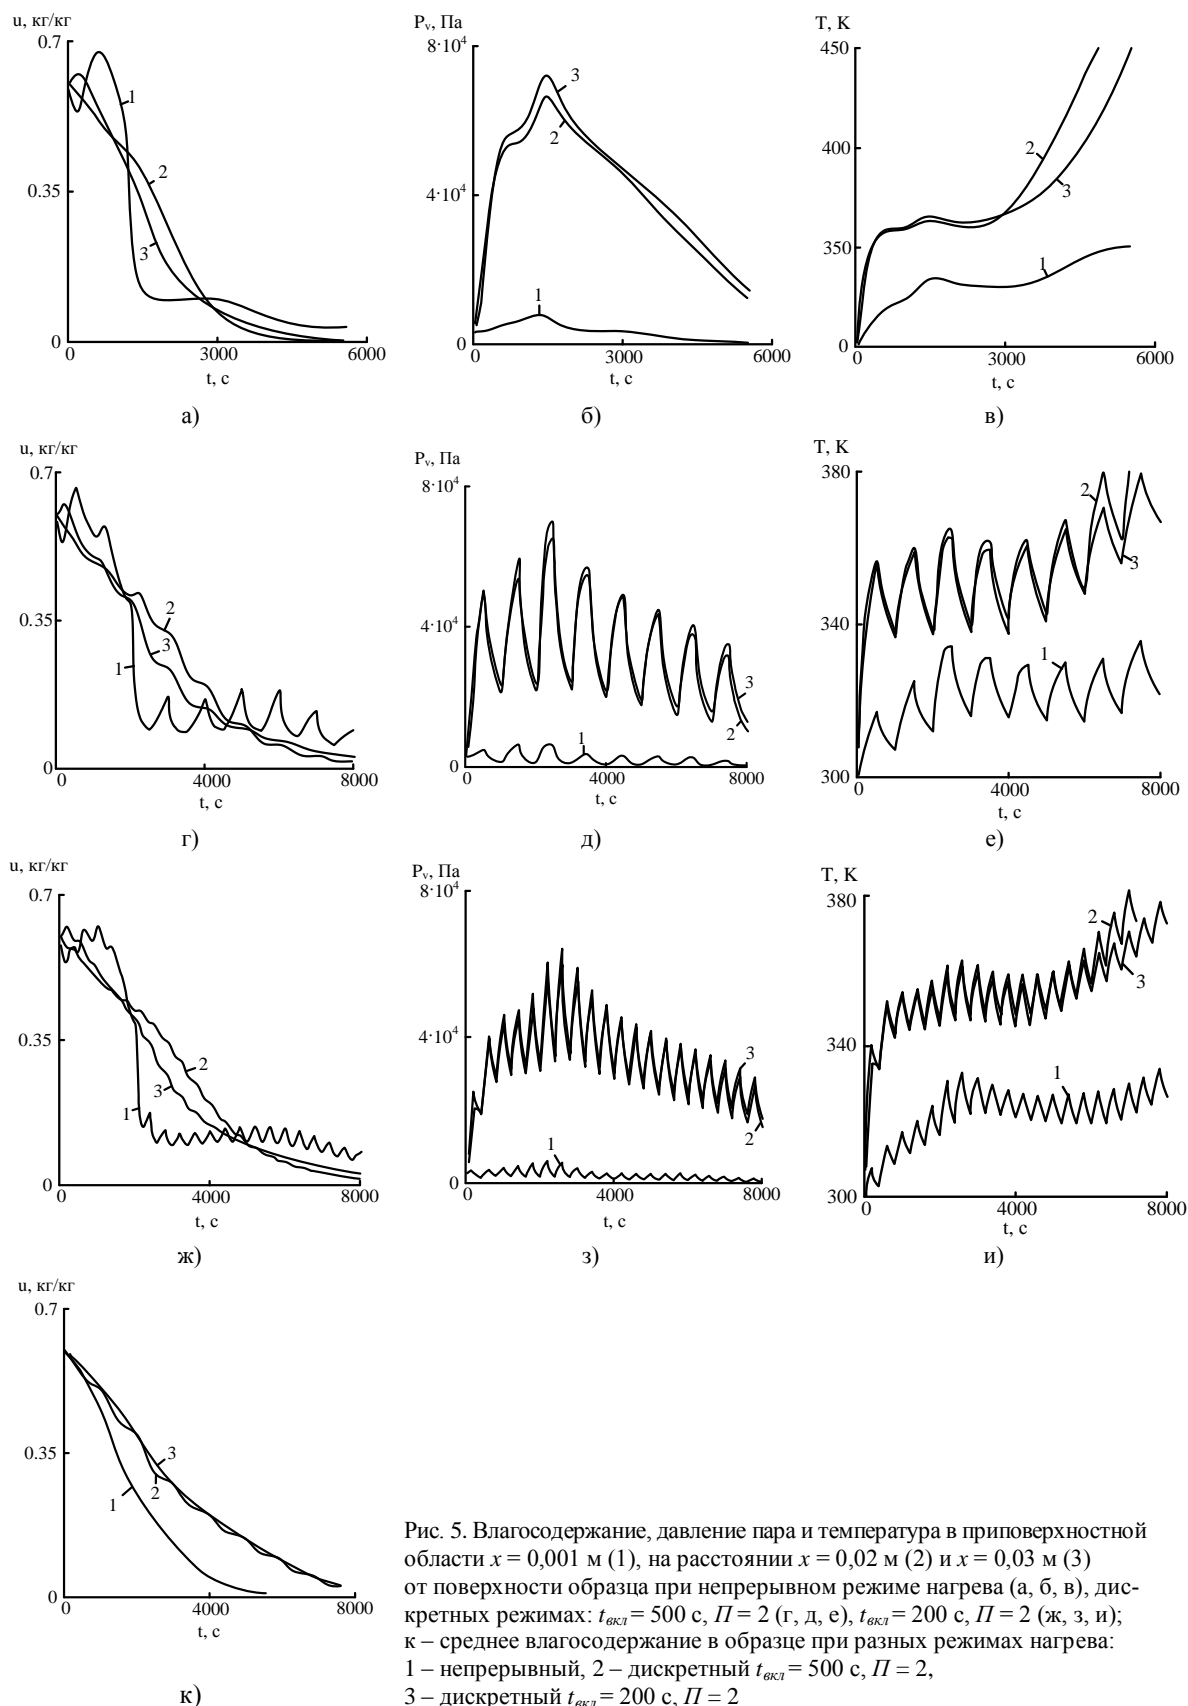 u, кг/кг
0.7
0.35
0
0
3000
6000
t, с
1
2
3
а)
Pᵥ, Па
8·10⁴
4·10⁴
0
0
3000
6000
t, с
3
2
1
б)
T, K
450
400
350
300
0
3000
6000
t, с
2
3
1
в)
u, кг/кг
0.7
0.35
0
0
4000
8000
t, с
2
3
1
г)
Pᵥ, Па
8·10⁴
4·10⁴
0
0
4000
8000
t, с
3
2
1
д)
T, K
380
340
300
0
4000
8000
t, с
2
3
1
е)
u, кг/кг
0.7
0.35
0
0
4000
8000
t, с
2
3
1
ж)
Pᵥ, Па
8·10⁴
4·10⁴
0
0
4000
8000
t, с
3
2
1
з)
T, K
380
340
300
0
4000
8000
t, с
2
3
1
и)
u, кг/кг
0.7
0.35
0
0
4000
8000
t, с
3
2
1
к)
Рис. 5. Влагосодержание, давление пара и температура в приповерхностной
области x = 0,001 м (1), на расстоянии x = 0,02 м (2) и x = 0,03 м (3)
от поверхности образца при непрерывном режиме нагрева (а, б, в), дис-
кретных режимах: tвкл = 500 с, П = 2 (г, д, е), tвкл = 200 с, П = 2 (ж, з, и);
к – среднее влагосодержание в образце при разных режимах нагрева:
1 – непрерывный, 2 – дискретный tвкл = 500 с, П = 2,
3 – дискретный tвкл = 200 с, П = 2